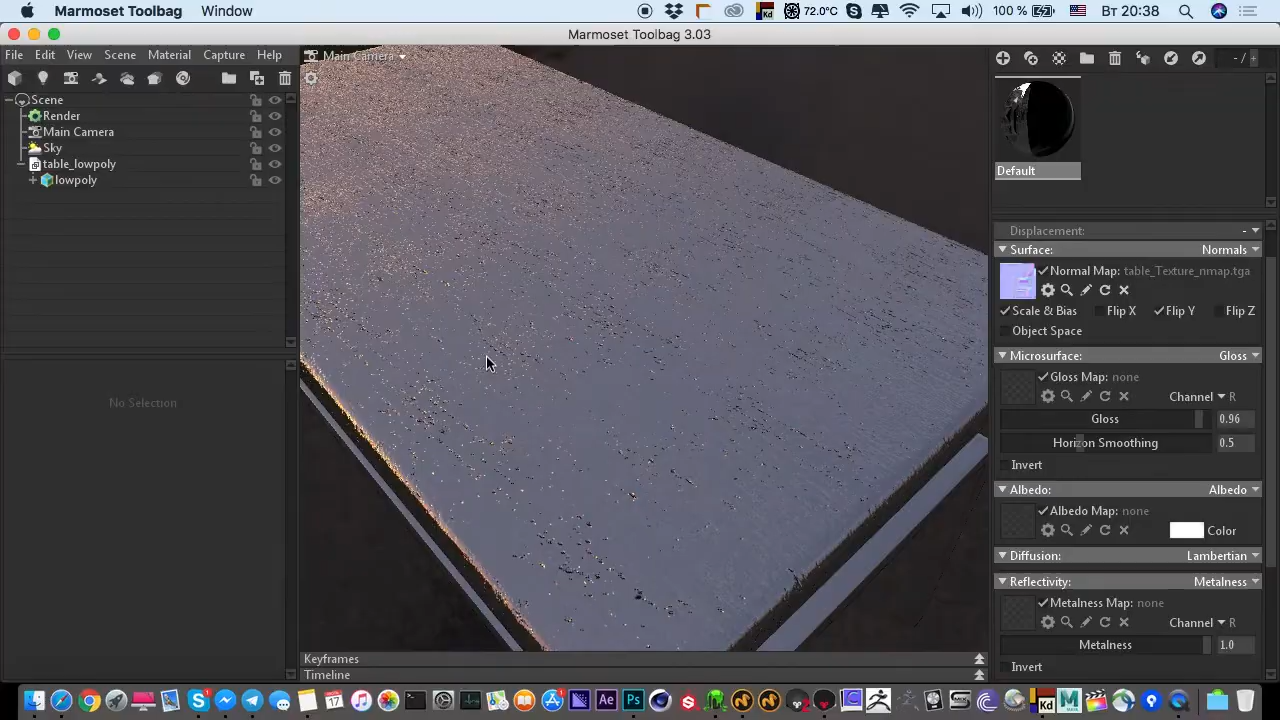 Marmoset Toolbag Window 72.0°C 100 % Вт 20:38
Marmoset Toolbag 3.03
File Edit View Scene Material Capture Help
Main Camera
- /
Scene
Render
Main Camera
Sky
table_lowpoly
lowpoly
No Selection
Keyframes
Timeline
Default
Displacement: -
Surface: Normals
Normal Map: table_Texture_nmap.tga
Scale & Bias Flip X Flip Y Flip Z
Object Space
Microsurface: Gloss
Gloss Map: none
Channel R
Gloss 0.96
Horizon Smoothing 0.5
Invert
Albedo: Albedo
Albedo Map: none
Color
Diffusion: Lambertian
Reflectivity: Metalness
Metalness Map: none
Channel R
Metalness 1.0
Invert
17 Ae Ps Kd M